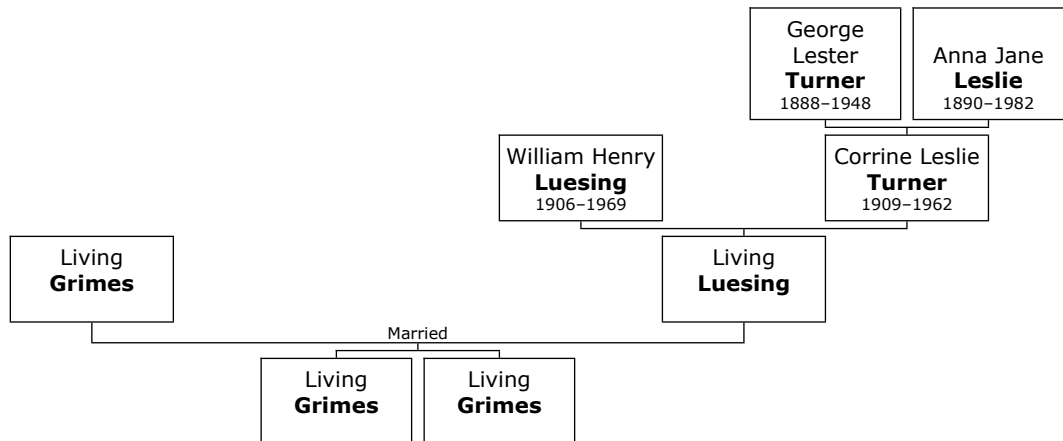 George
Lester
Turner
1888–1948
Anna Jane
Leslie
1890–1982
William Henry
Luesing
1906–1969
Corrine Leslie
Turner
1909–1962
Living
Grimes
Living
Luesing
Married
Living
Grimes
Living
Grimes